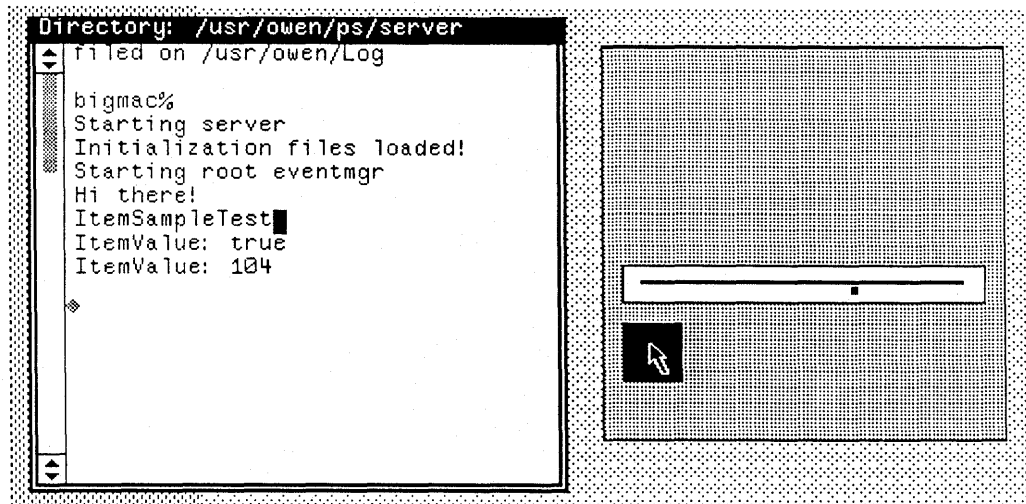 Directory: /usr/owen/ps/server
filed on /usr/owen/Log
bigmac%
Starting server
Initialization files loaded!
Starting root eventmgr
Hi there!
ItemSampleTest
ItemValue: true
ItemValue: 104